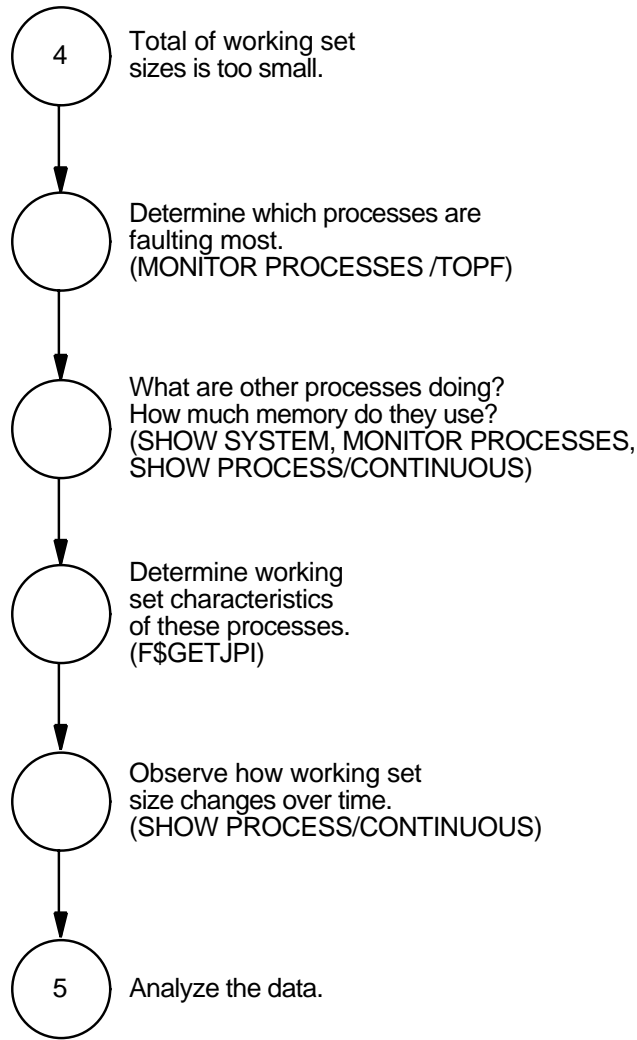 4
Total of working set
sizes is too small.
Determine which processes are
faulting most.
(MONITOR PROCESSES /TOPF)
What are other processes doing?
How much memory do they use?
(SHOW SYSTEM, MONITOR PROCESSES,
SHOW PROCESS/CONTINUOUS)
Determine working
set characteristics
of these processes.
(F$GETJPI)
Observe how working set
size changes over time.
(SHOW PROCESS/CONTINUOUS)
5
Analyze the data.